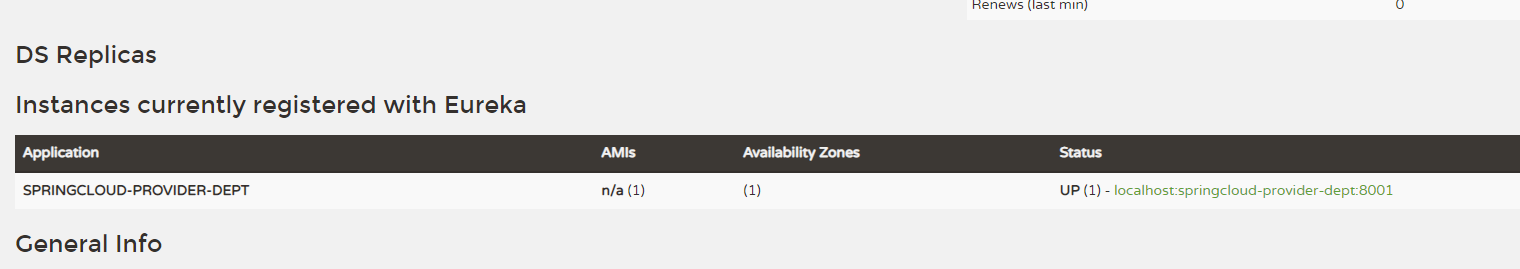 Renews (last min) 0
DS Replicas
Instances currently registered with Eureka
Application AMIs Availability Zones Status
SPRINGCLOUD-PROVIDER-DEPT n/a (1) (1) UP (1) - localhost:springcloud-provider-dept:8001
General Info